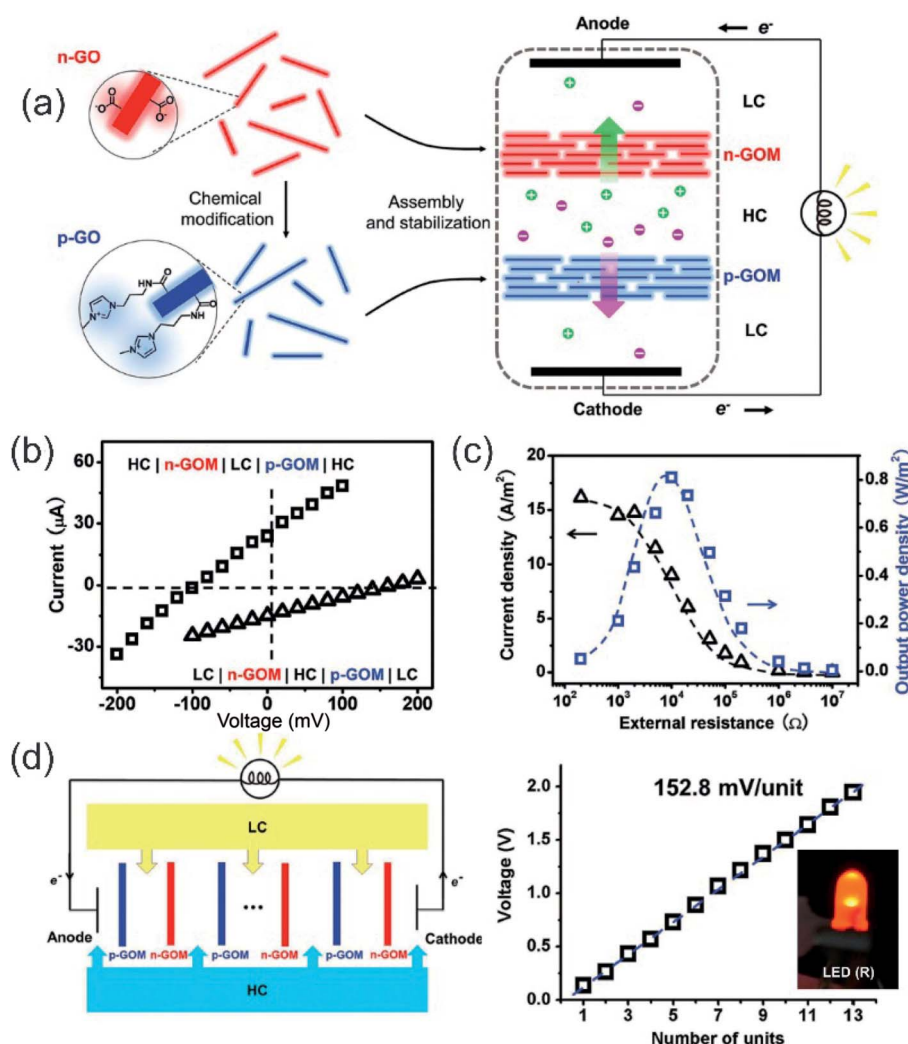 (a)
n-GO
-O
O
O
O-
Chemical
modification
p-GO
HN
O
O
NH
N
N
+
N
N
Assembly
and stabilization
Anode
e-
LC
n-GOM
HC
p-GOM
LC
Cathode
e-
(b)
HC | n-GOM | LC | p-GOM | HC
LC | n-GOM | HC | p-GOM | LC
Current (μA)
60
30
0
-30
-200 -100 0 100 200
Voltage (mV)
(c)
Current density (A/m²)
20
15
10
5
0
Output power density (W/m²)
0.8
0.6
0.4
0.2
0.0
10² 10³ 10⁴ 10⁵ 10⁶ 10⁷
External resistance (Ω)
(d)
LC
e-
e-
Anode
Cathode
p-GOM n-GOM p-GOM n-GOM p-GOM n-GOM
HC
152.8 mV/unit
Voltage (V)
2.0
1.5
1.0
0.5
0.0
1 3 5 7 9 11 13
Number of units
LED (R)